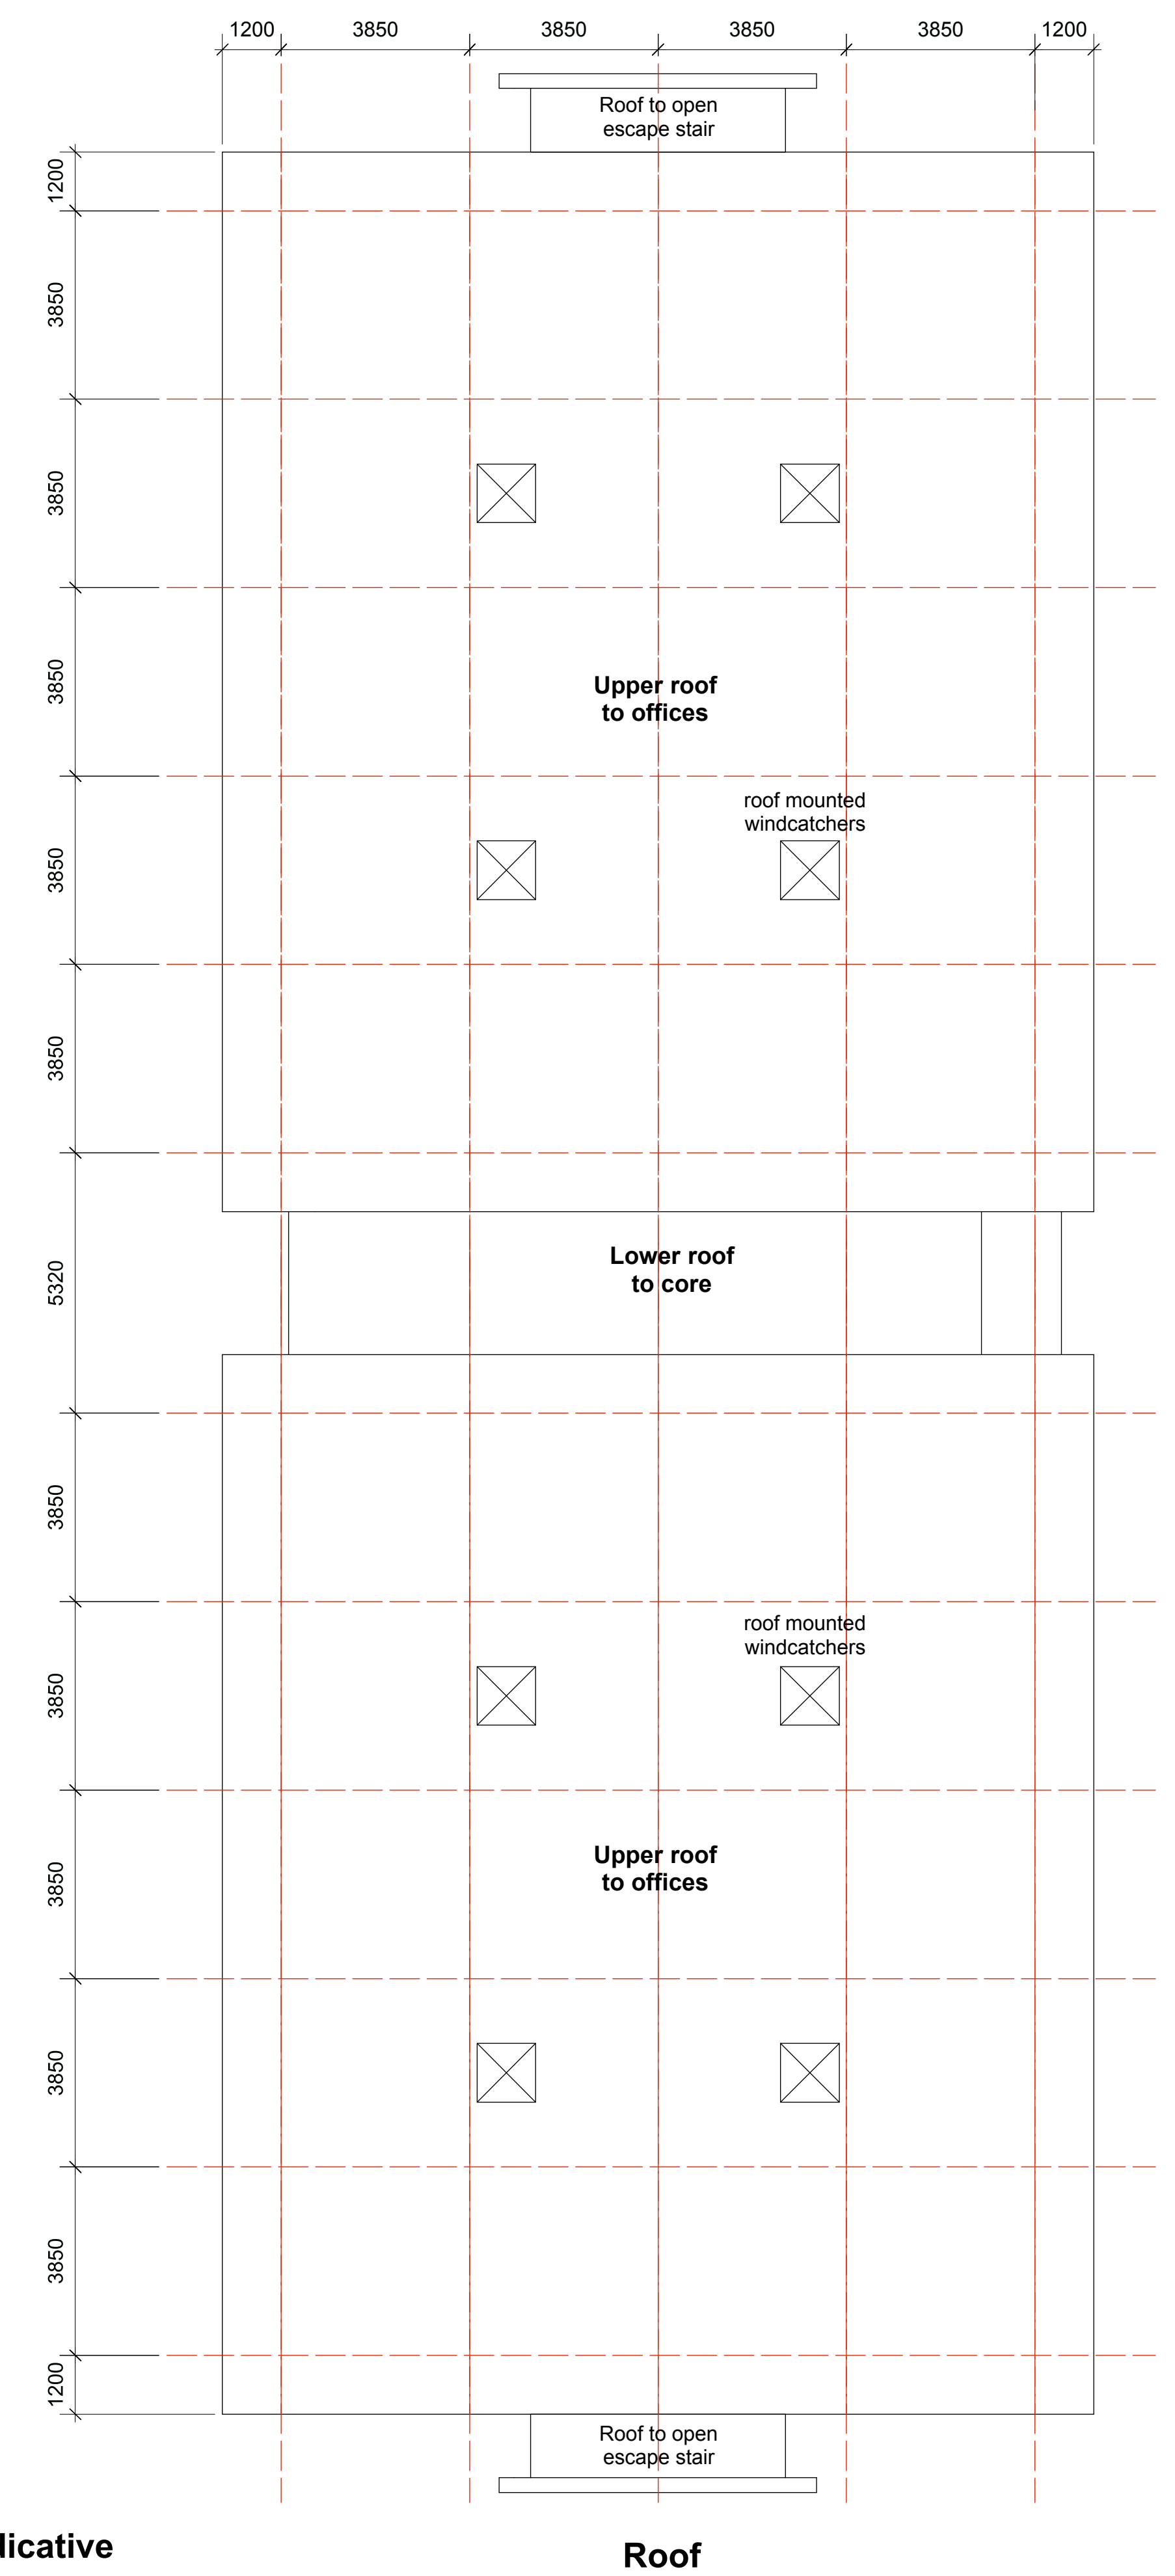 1200 3850 3850 3850 3850 1200
Roof to open
escape stair
1200
3850
3850
3850
Upper roof
to offices
roof mounted
windcatchers
3850
3850
Lower roof
to core
5320
3850
roof mounted
windcatchers
3850
Upper roof
to offices
3850
3850
3850
1200
Roof to open
escape stair
dicative
Roof